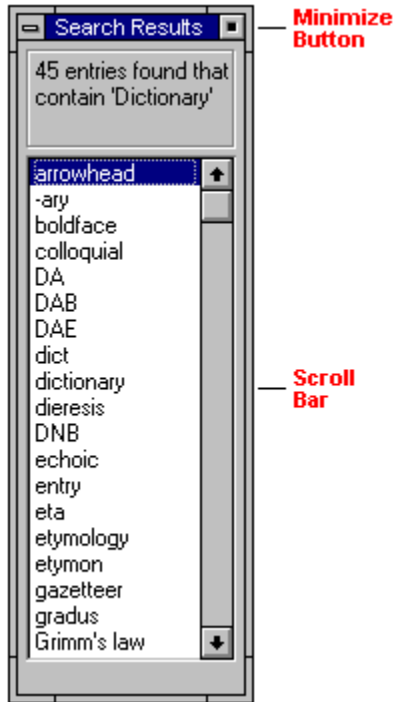 Search Results
Minimize
Button
45 entries found that
contain 'Dictionary'
arrowhead
-ary
boldface
colloquial
DA
DAB
DAE
dict
dictionary
Scroll
Bar
dieresis
DNB
echoic
entry
eta
etymology
etymon
gazetteer
gradus
Grimm's law